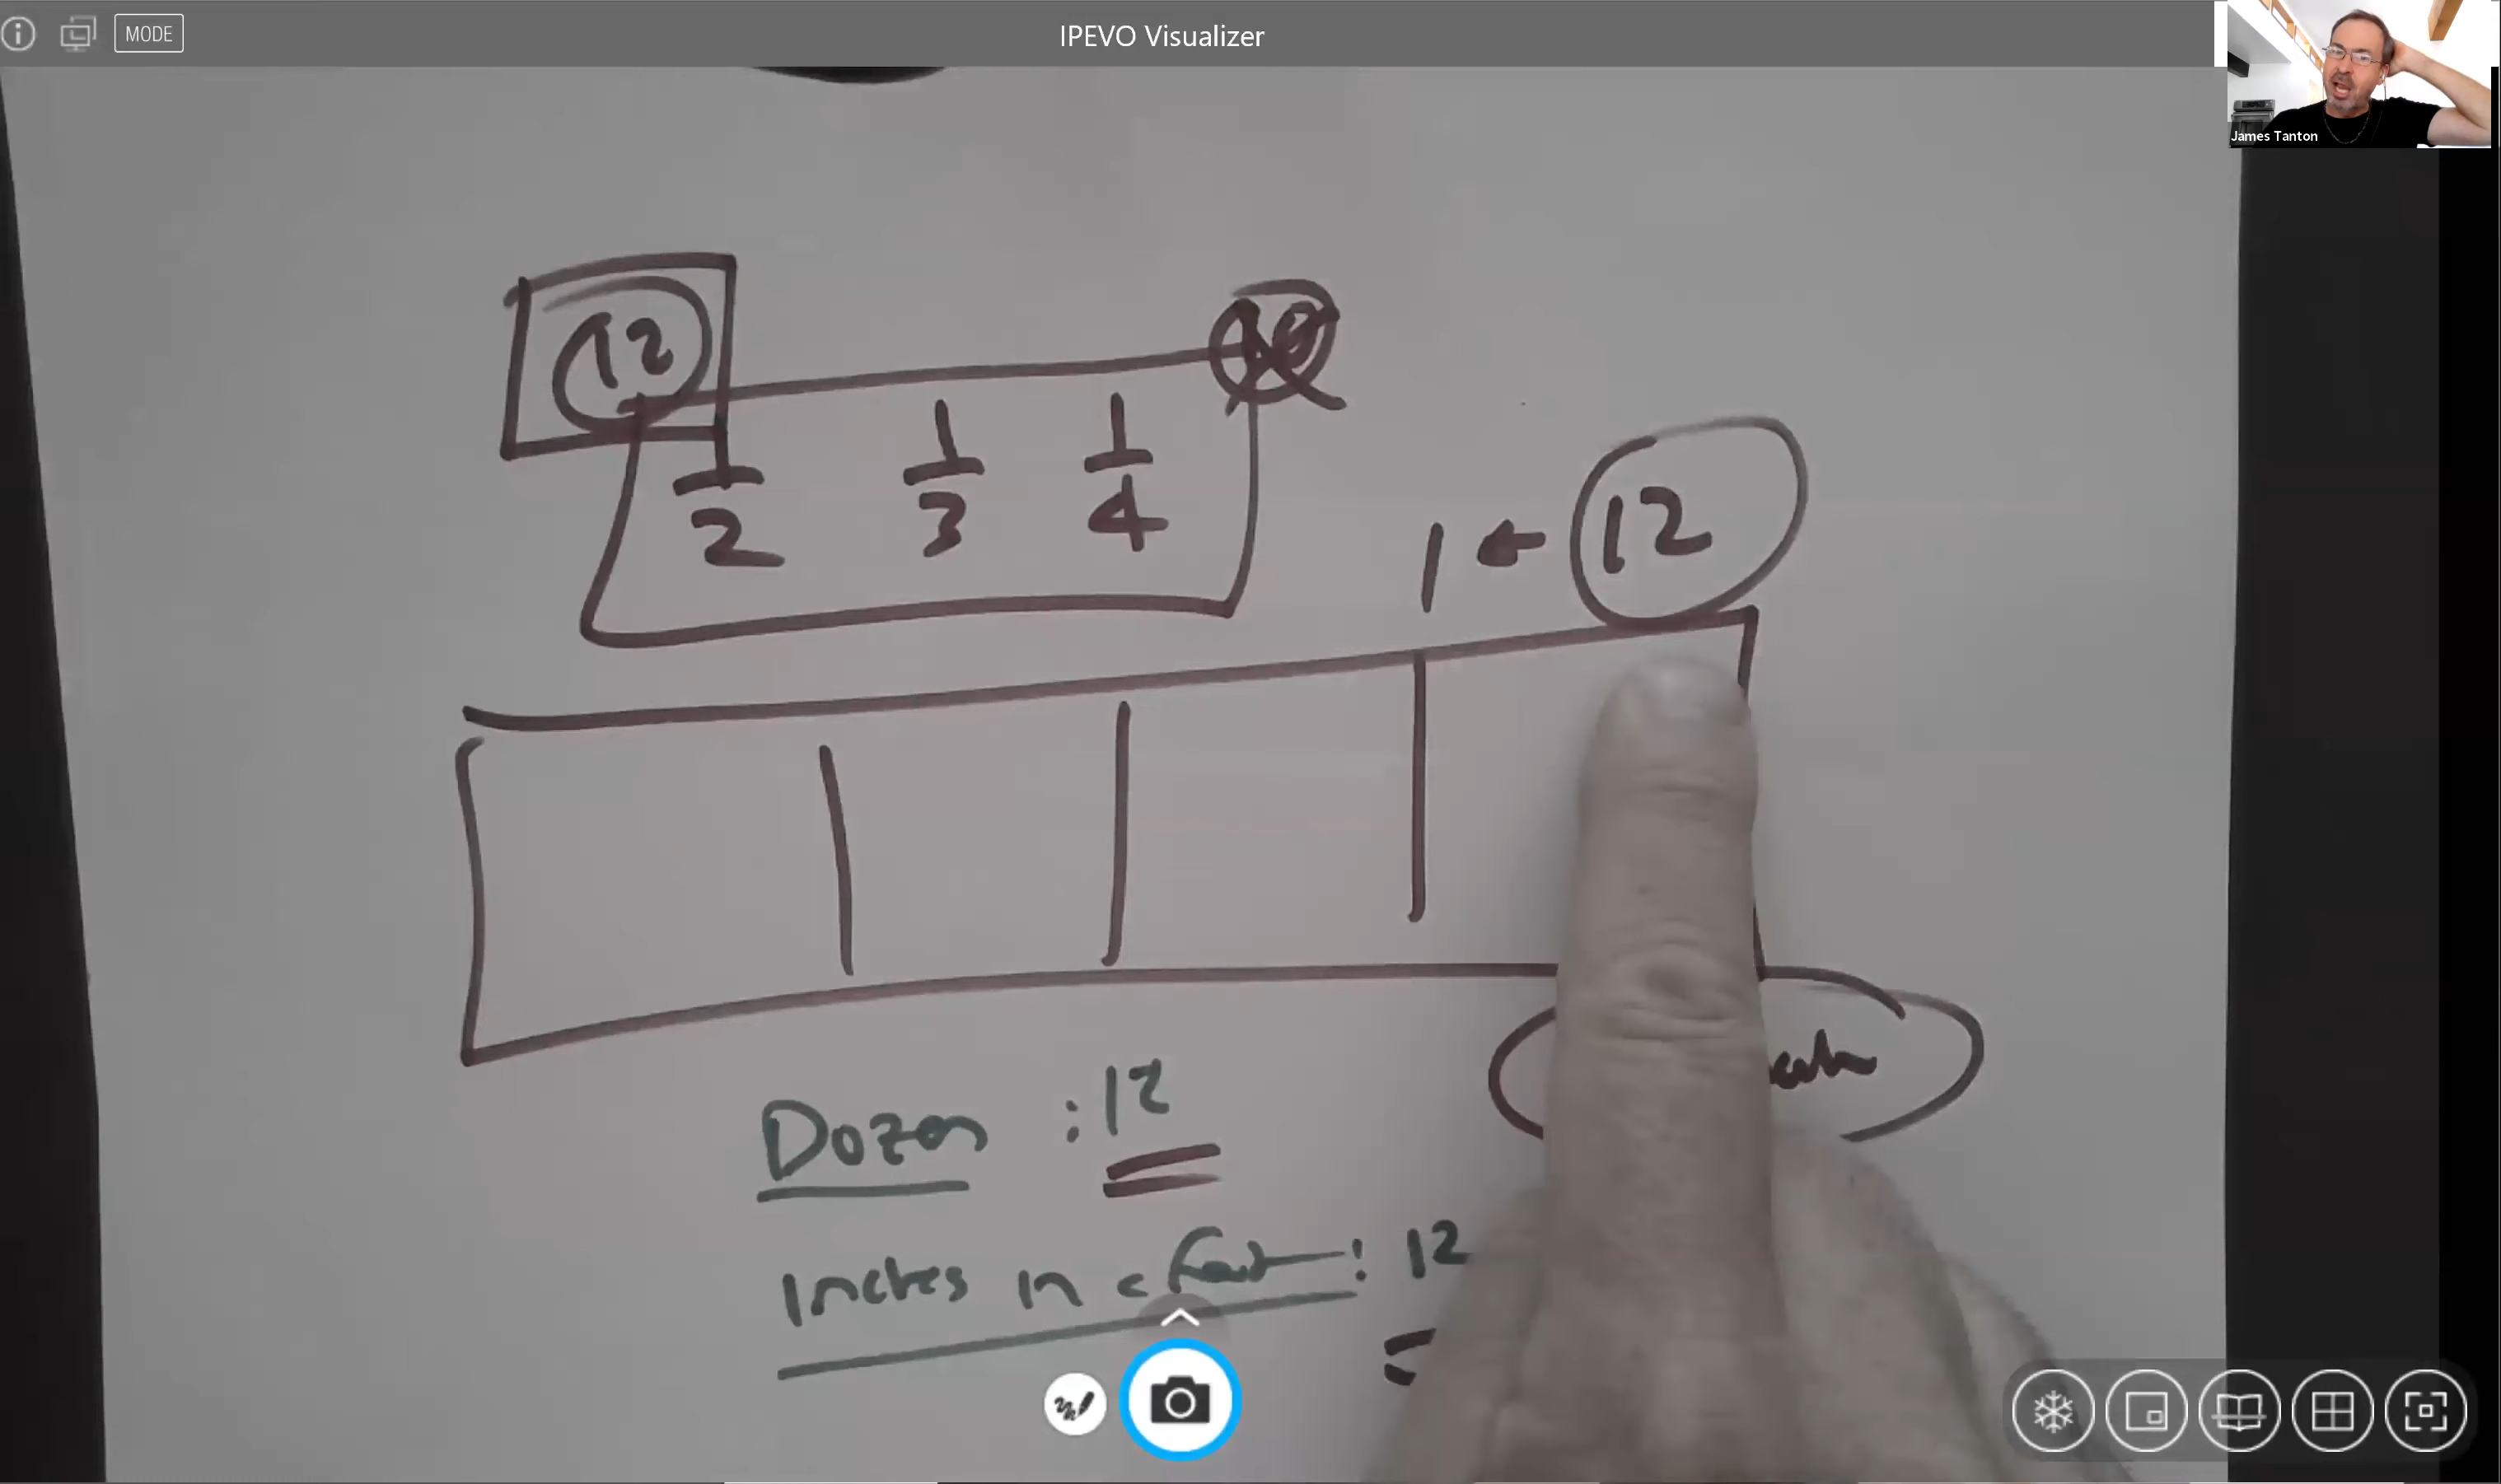 MODE
IPEVO Visualizer
James Tanton
12
1/2 1/3 1/4
1 ← 12
Dozen : 12
Inches in a foot : 12